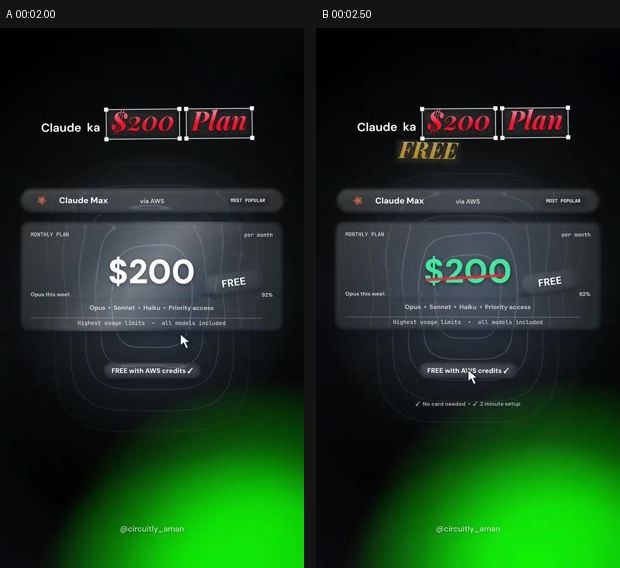 A 00:02.00
Claude ka $200 Plan
Claude Max
via AWS
MOST POPULAR
MONTHLY PLAN
per month
$200
FREE
Opus this week
92%
Opus • Sonnet • Haiku • Priority access
Highest usage limits • all models included
FREE with AWS credits ✓
@circuitly_aman
B 00:02.50
Claude ka $200 Plan
FREE
Claude Max
via AWS
MOST POPULAR
MONTHLY PLAN
per month
$200
FREE
Opus this week
92%
Opus • Sonnet • Haiku • Priority access
Highest usage limits • all models included
FREE with AWS credits ✓
✓ No card needed • ✓ 2 minute setup
@circuitly_aman